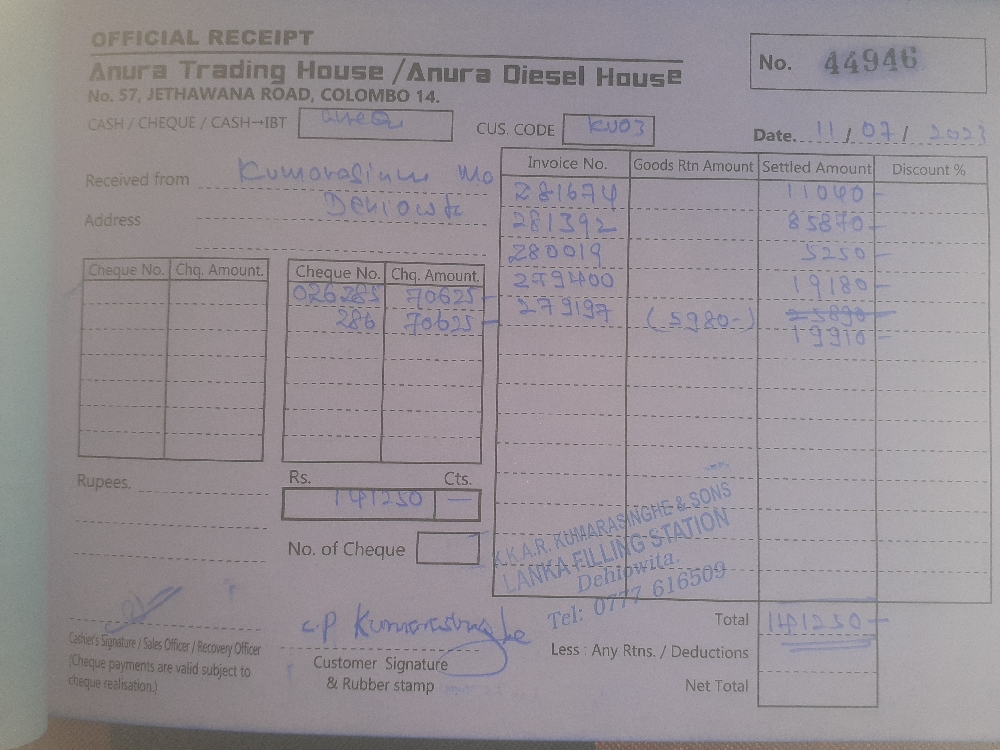 OFFICIAL RECEIPT
Anura Trading House / Anura Diesel House
No. 57, JETHAWANA ROAD, COLOMBO 14.
No. 44946
CASH / CHEQUE / CASH→IBT
CUS. CODE KU03
Date. 11 / 07 / 2023
Received from
Address
Invoice No. Goods Rtn Amount Settled Amount Discount %
281674 11040 -
281392 85870 -
280019 5250 -
279400 19180 -
279197 (5980-) 25890
19910 -
Cheque No. Chq. Amount. Cheque No. Chq. Amount.
026285 70625 -
286 70625 -
Rupees.
Rs. Cts.
141250 —
No. of Cheque
K.K.A.R. KUMARASINGHE & SONS
LANKA FILLING STATION
Dehiowita.
Tel: 0777 616509
Total 141250 -
Less : Any Rtns. / Deductions
Net Total
Cashier's Signature / Sales Officer / Recovery Officer
(Cheque payments are valid subject to
cheque realisation.)
Customer Signature
& Rubber stamp